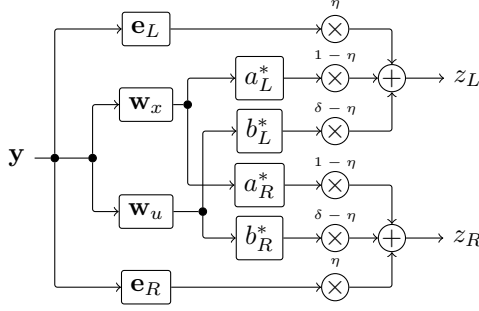 η
e_L
1 − η
a_L^*
z_L
w_x
δ − η
b_L^*
y
1 − η
a_R^*
w_u
δ − η
b_R^*
z_R
η
e_R